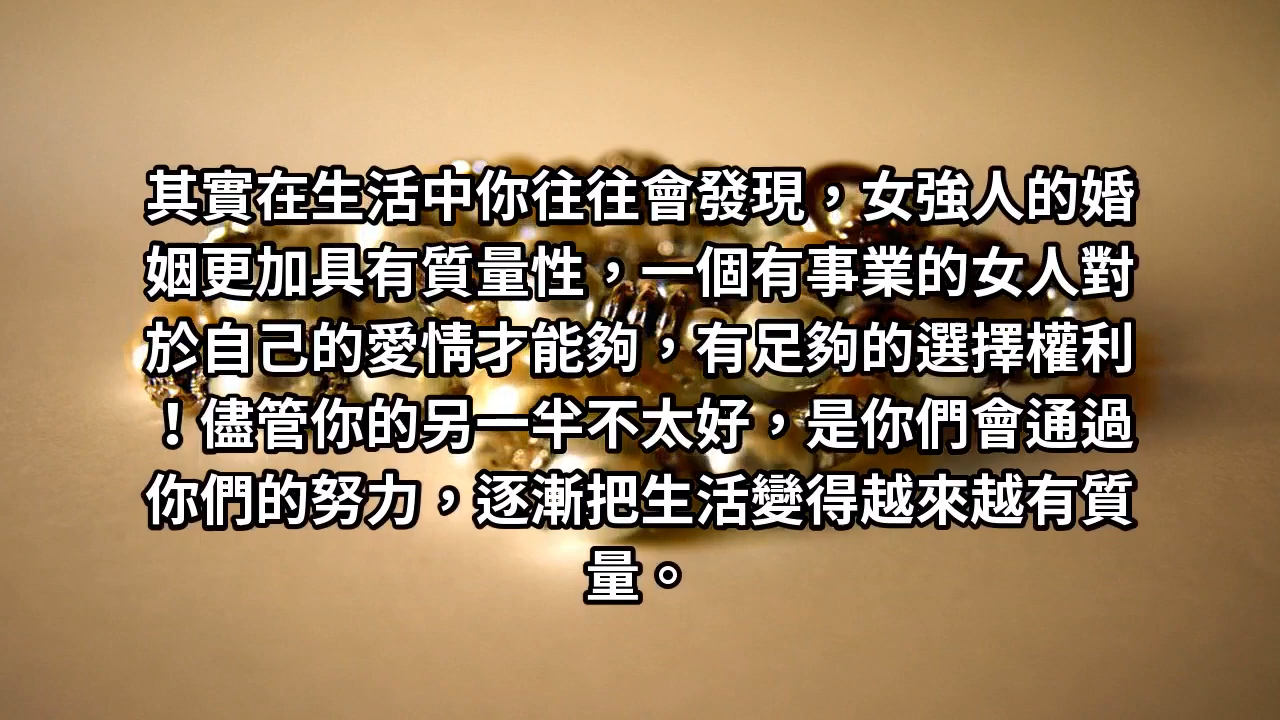 其實在生活中你往往會發現，女強人的婚
姻更加具有質量性，一個有事業的女人對
於自己的愛情才能夠，有足夠的選擇權利
！儘管你的另一半不太好，是你們會通過
你們的努力，逐漸把生活變得越來越有質
量。